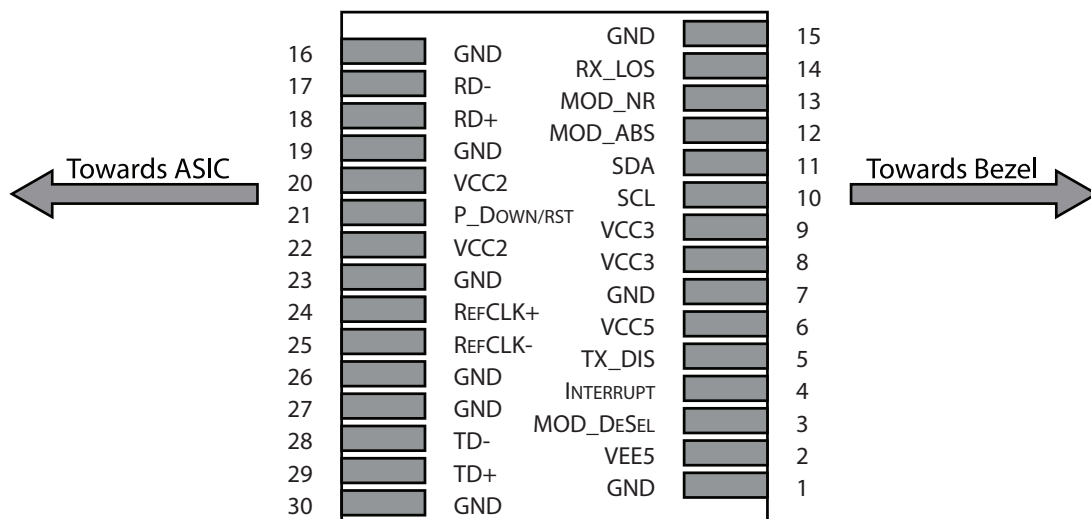 GND 15
16 GND
RX_LOS 14
17 RD-
MOD_NR 13
18 RD+
MOD_ABS 12
19 GND
SDA 11
Towards ASIC
Towards Bezel
20 VCC2
SCL 10
21 P_DOWN/RST
VCC3 9
22 VCC2
VCC3 8
23 GND
GND 7
24 REFCLK+
VCC5 6
25 REFCLK-
TX_DIS 5
26 GND
INTERRUPT 4
27 GND
MOD_DESEL 3
28 TD-
VEE5 2
29 TD+
GND 1
30 GND